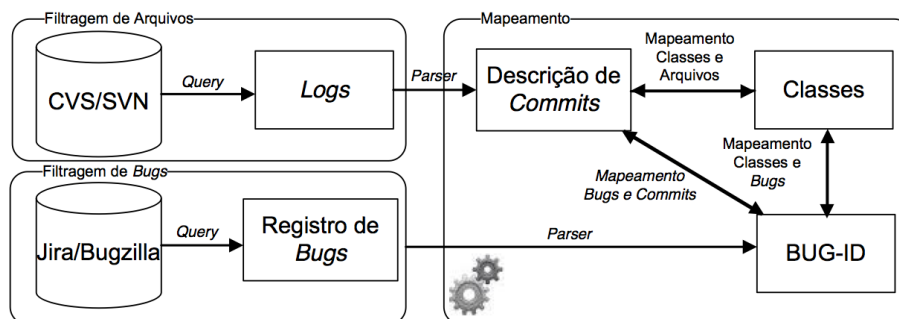 Filtragem de Arquivos
CVS/SVN
Query
Logs
Parser
Mapeamento
Descrição de
Commits
Mapeamento
Classes e
Arquivos
Classes
Mapeamento
Classes e
Bugs
Mapeamento
Bugs e Commits
Filtragem de Bugs
Jira/Bugzilla
Query
Registro de
Bugs
Parser
BUG-ID